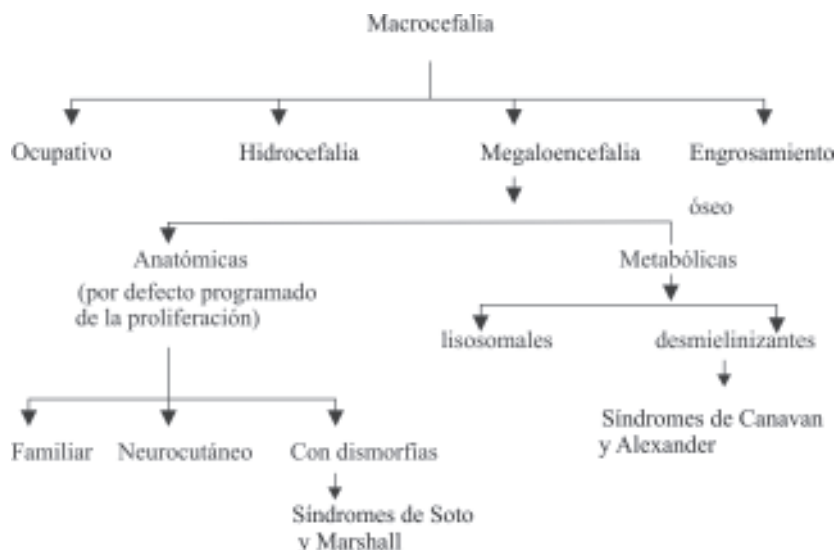 Macrocefalia
Ocupativo Hidrocefalia Megaloencefalia Engrosamiento
óseo
Anatómicas Metabólicas
(por defecto programado
de la proliferación)
lisosomales desmielinizantes
Síndromes de Canavan
y Alexander
Familiar Neurocutáneo Con dismorfias
Síndromes de Soto
y Marshall